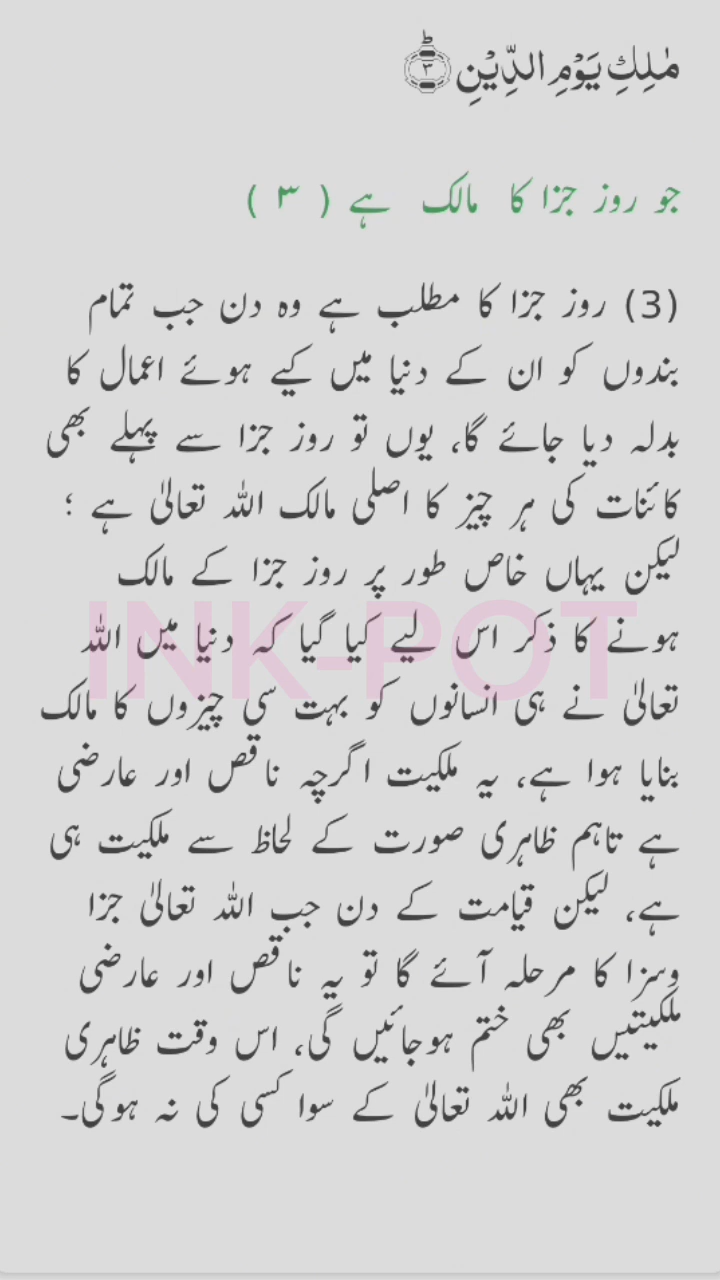 مٰلِكِ يَوْمِ الدِّيْنِ ؕ ۝۳
جو روز جزا کا مالک ہے ( ۳ )
(3) روز جزا کا مطلب ہے وہ دن جب تمام
بندوں کو ان کے دنیا میں کیے ہوئے اعمال کا
بدلہ دیا جائے گا، یوں تو روز جزا سے پہلے بھی
کائنات کی ہر چیز کا اصلی مالک اللہ تعالیٰ ہے ؛
لیکن یہاں خاص طور پر روز جزا کے مالک
ہونے کا ذکر اس لیے کیا گیا کہ دنیا میں اللہ
تعالیٰ نے ہی انسانوں کو بہت سی چیزوں کا مالک
بنایا ہوا ہے، یہ ملکیت اگرچہ ناقص اور عارضی
ہے تاہم ظاہری صورت کے لحاظ سے ملکیت ہی
ہے، لیکن قیامت کے دن جب اللہ تعالیٰ جزا
وسزا کا مرحلہ آئے گا تو یہ ناقص اور عارضی
ملکیتیں بھی ختم ہوجائیں گی، اس وقت ظاہری
ملکیت بھی اللہ تعالیٰ کے سوا کسی کی نہ ہوگی۔
INK-POT